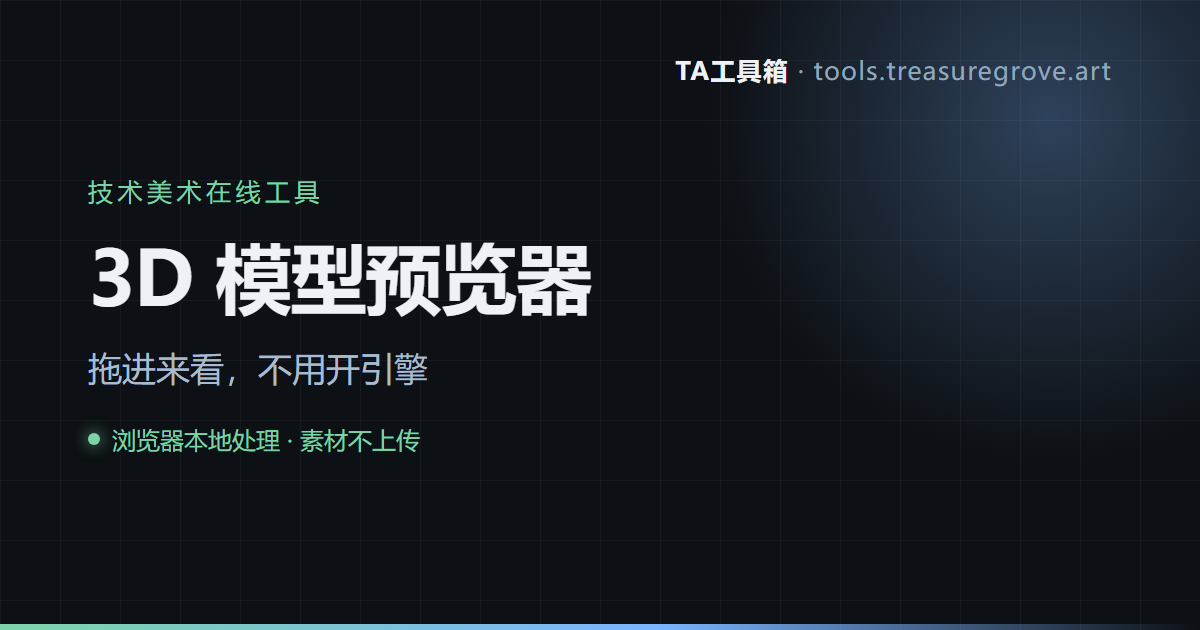 TA工具箱 · tools.treasuregrove.art
技术美术在线工具
3D 模型预览器
拖进来看，不用开引擎
浏览器本地处理 · 素材不上传